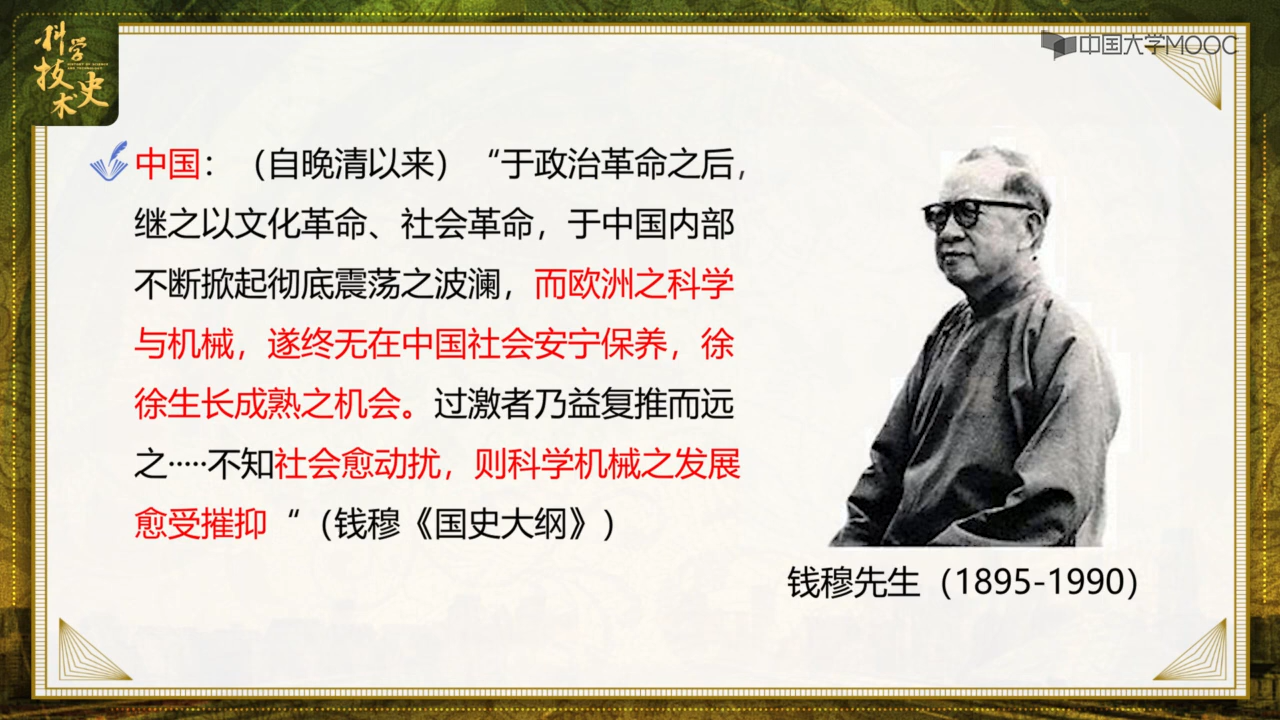 科学技术史
HISTORY OF SCIENCE AND TECHNOLOGY
中国大学MOOC
中国：（自晚清以来）“于政治革命之后，
继之以文化革命、社会革命，于中国内部
不断掀起彻底震荡之波澜，而欧洲之科学
与机械，遂终无在中国社会安宁保养，徐
徐生长成熟之机会。过激者乃益复推而远
之·····不知社会愈动扰，则科学机械之发展
愈受摧抑“（钱穆《国史大纲》）
钱穆先生（1895-1990）